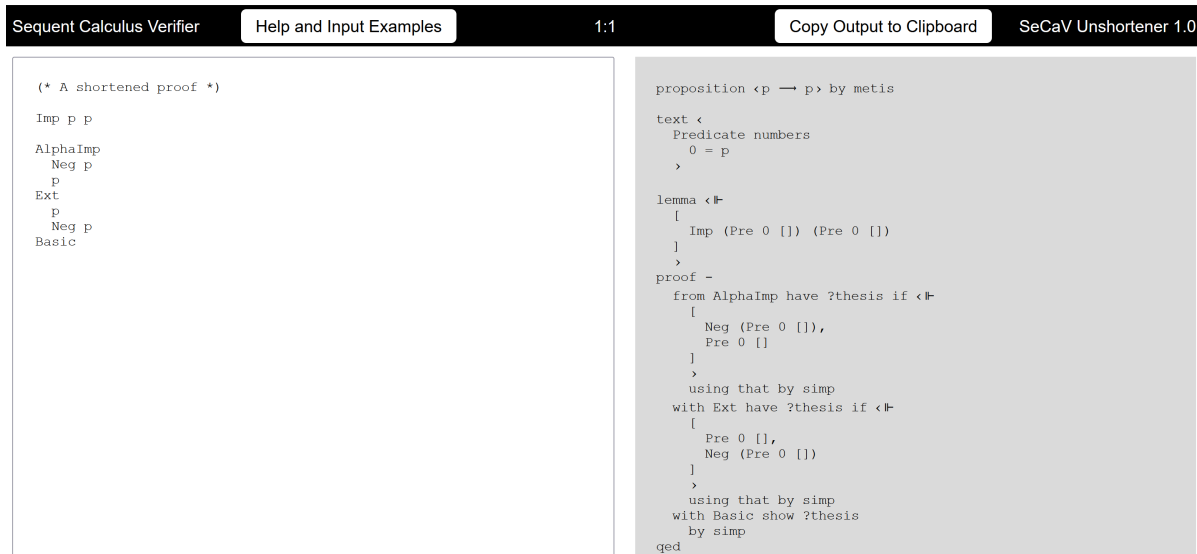 Sequent Calculus Verifier
Help and Input Examples
1:1
Copy Output to Clipboard
SeCaV Unshortener 1.0
(* A shortened proof *)
Imp p p
AlphaImp
Neg p
p
Ext
p
Neg p
Basic
proposition ‹p ⟶ p› by metis
text ‹
Predicate numbers
0 = p
›
lemma ‹⊩
[
Imp (Pre 0 []) (Pre 0 [])
]
›
proof -
from AlphaImp have ?thesis if ‹⊩
[
Neg (Pre 0 []),
Pre 0 []
]
›
using that by simp
with Ext have ?thesis if ‹⊩
[
Pre 0 [],
Neg (Pre 0 [])
]
›
using that by simp
with Basic show ?thesis
by simp
qed